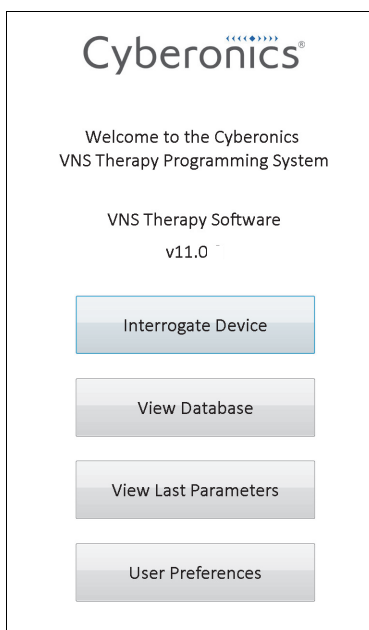 Cyberonics®
Welcome to the Cyberonics
VNS Therapy Programming System
VNS Therapy Software
v11.0
Interrogate Device
View Database
View Last Parameters
User Preferences